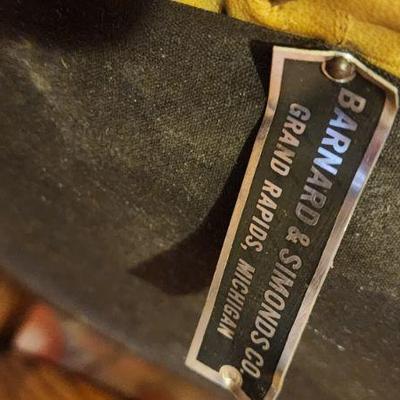 BARNARD & SIMONDS CO.
GRAND RAPIDS, MICHIGAN